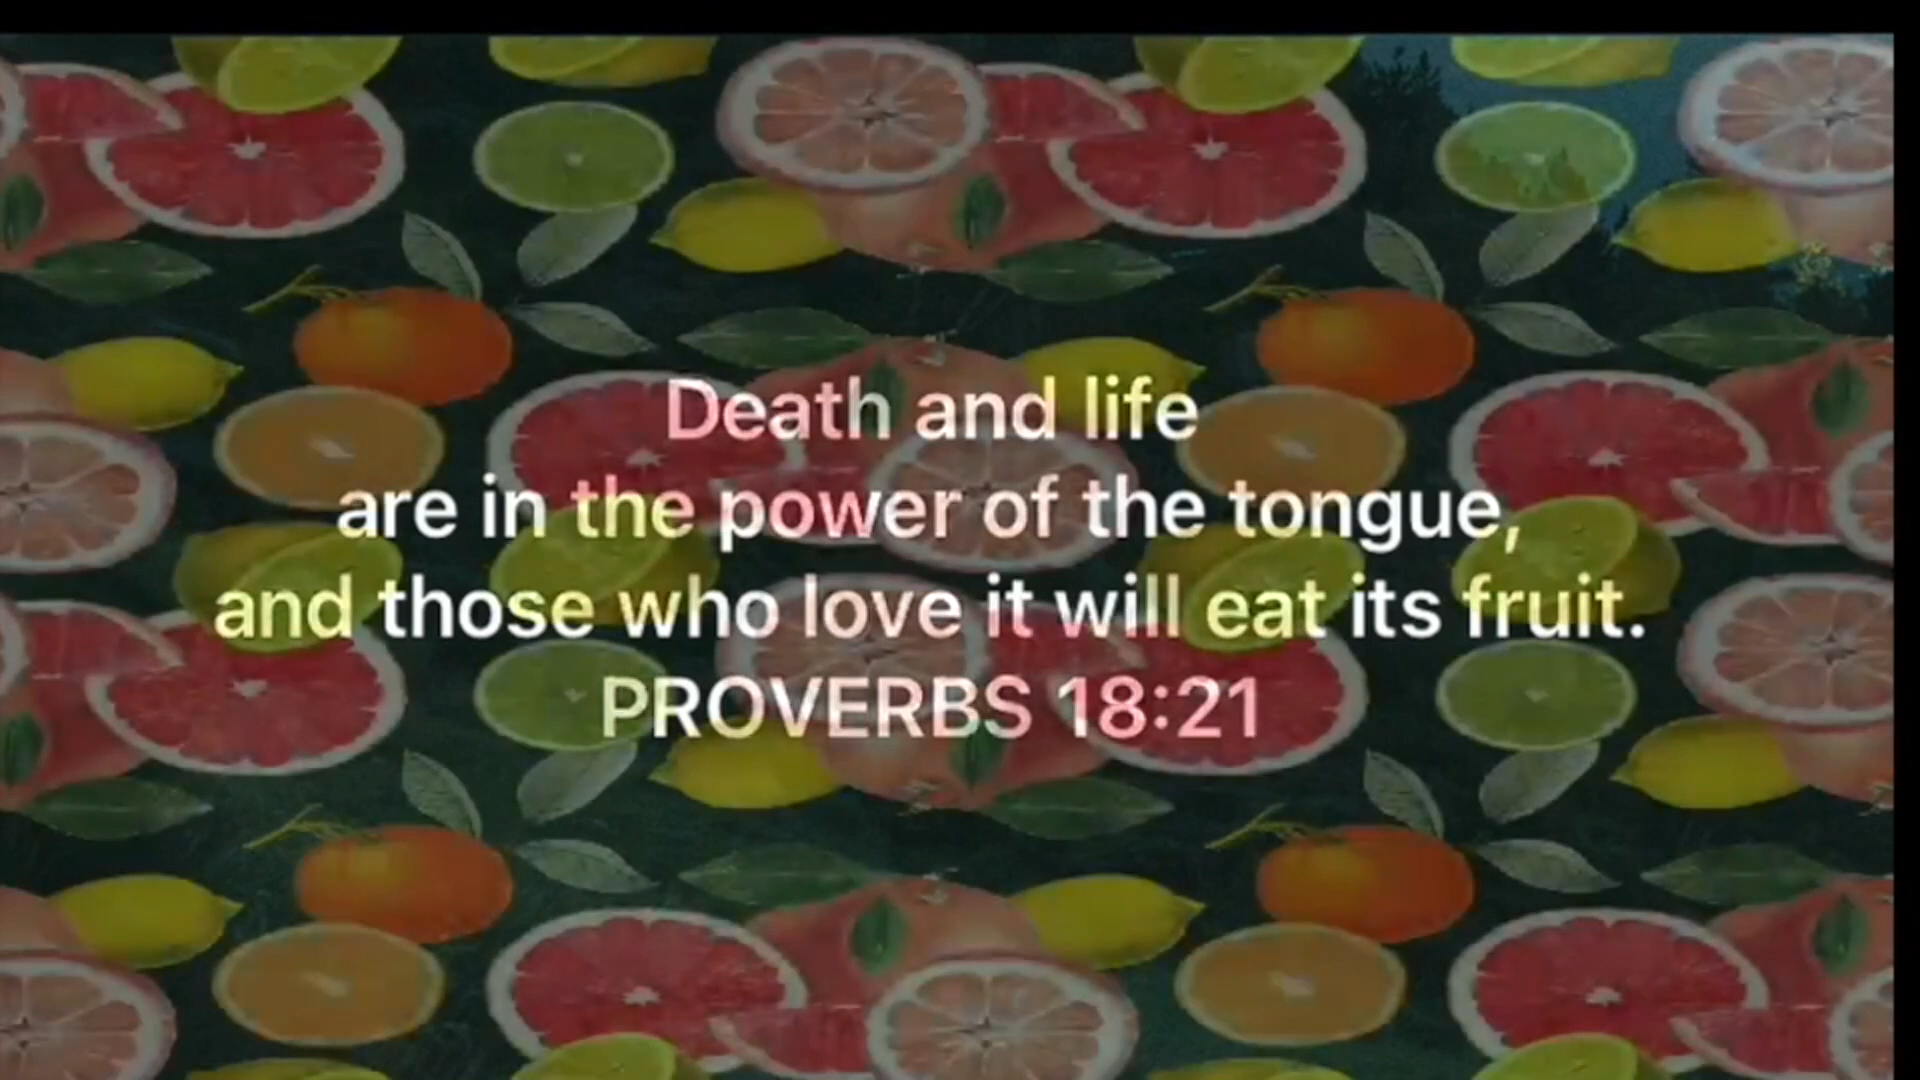 Death and life
are in the power of the tongue,
and those who love it will eat its fruit.
PROVERBS 18:21